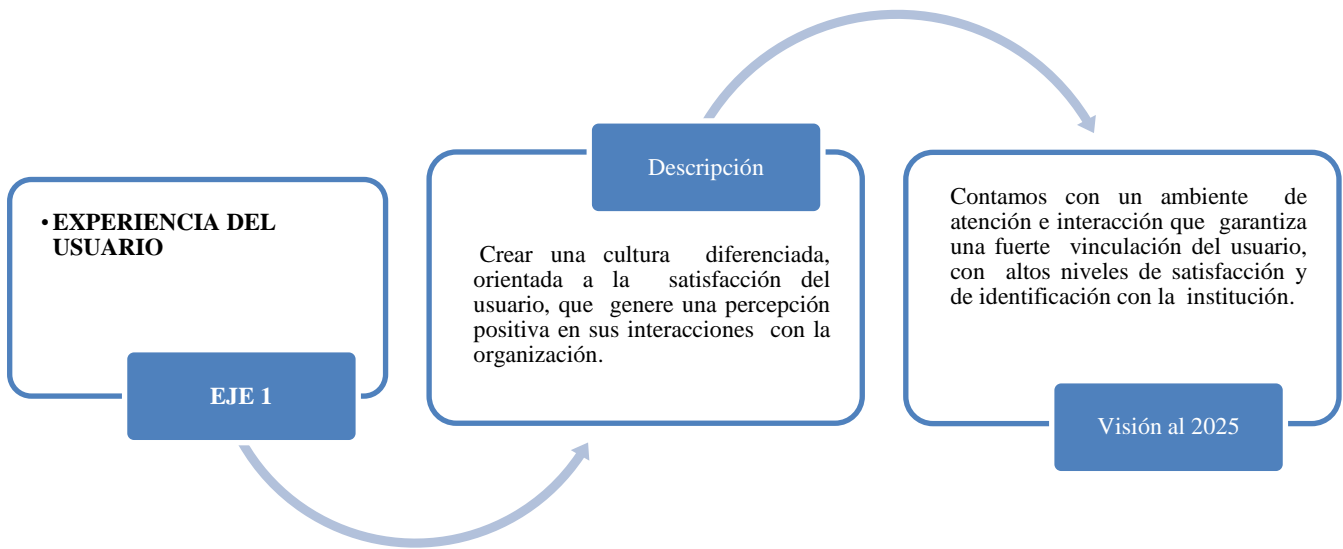 • EXPERIENCIA DEL
USUARIO
EJE 1
Descripción
Crear una cultura diferenciada,
orientada a la satisfacción del
usuario, que genere una percepción
positiva en sus interacciones con la
organización.
Contamos con un ambiente de
atención e interacción que garantiza
una fuerte vinculación del usuario,
con altos niveles de satisfacción y
de identificación con la institución.
Visión al 2025